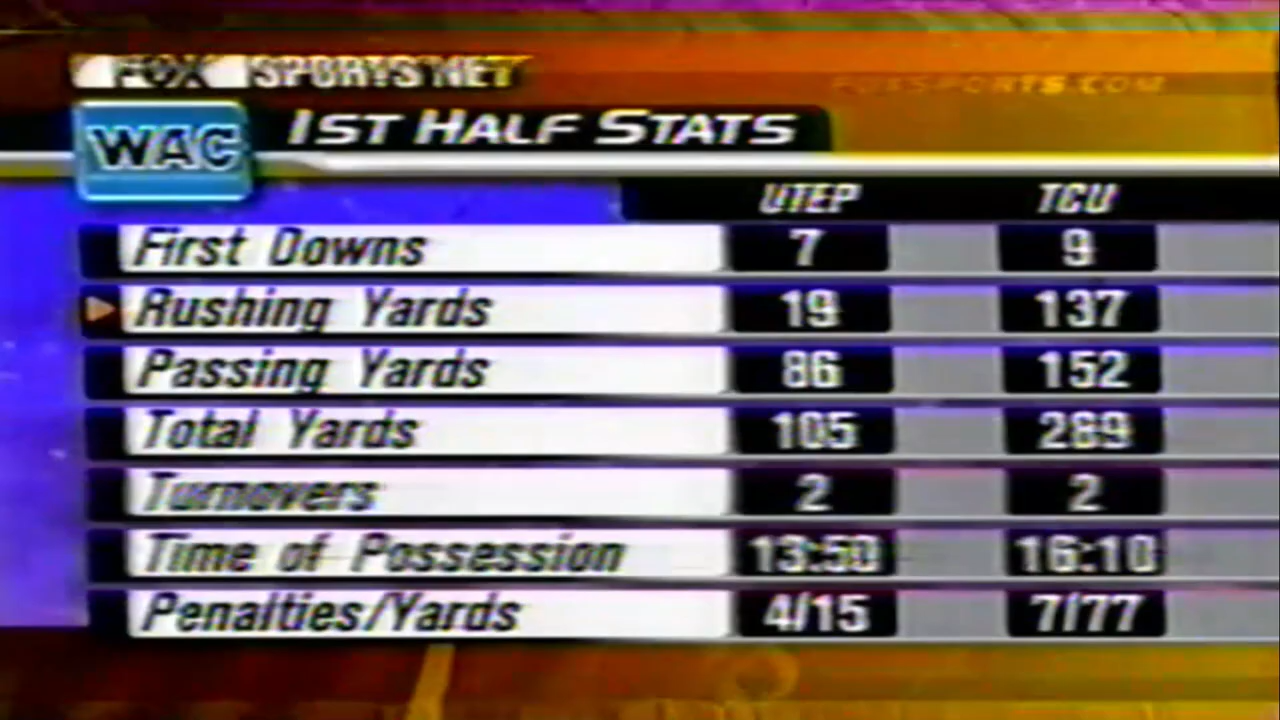 FOX SPORTS NET
FOXSPORTS.COM
WAC 1ST HALF STATS
UTEP TCU
First Downs 7 9
Rushing Yards 19 137
Passing Yards 86 152
Total Yards 105 289
Turnovers 2 2
Time of Possession 13:50 16:10
Penalties/Yards 4/15 7/77